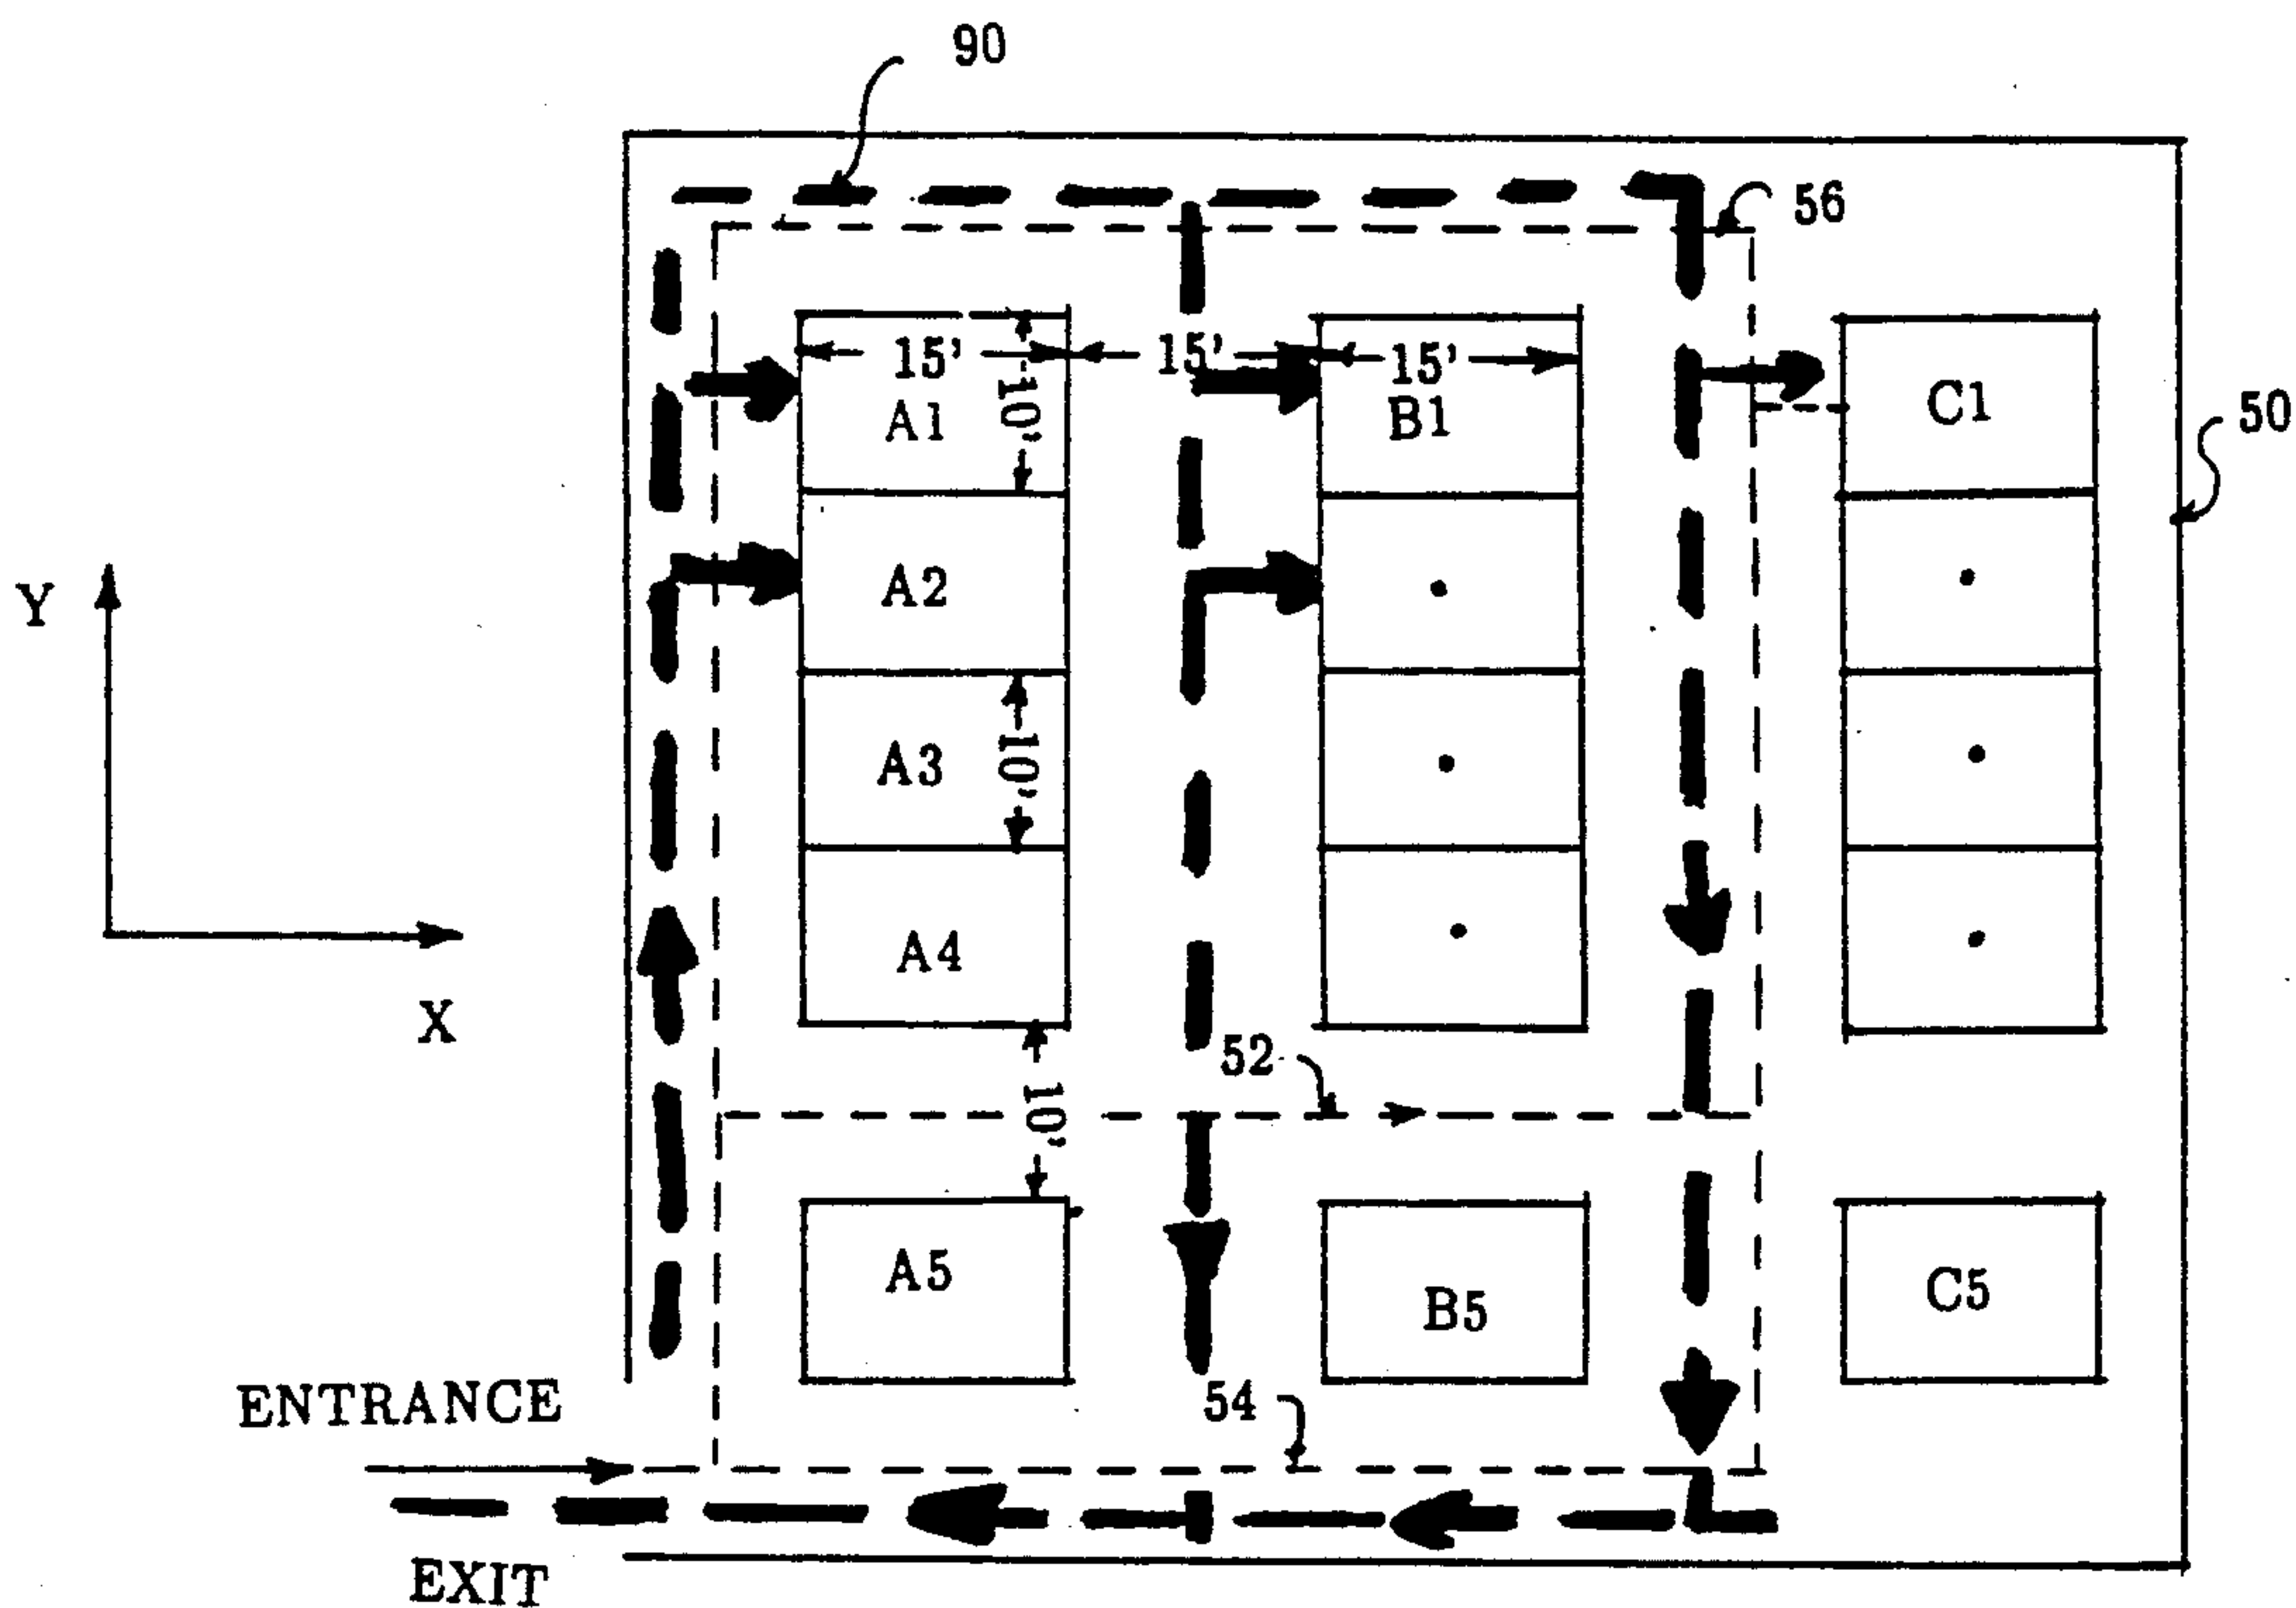 90
56
15' 15' 15'
10'
A1 B1 C1
50
Y
A2
A3
10'
A4
X
52
10'
A5 B5 C5
ENTRANCE
54
EXIT